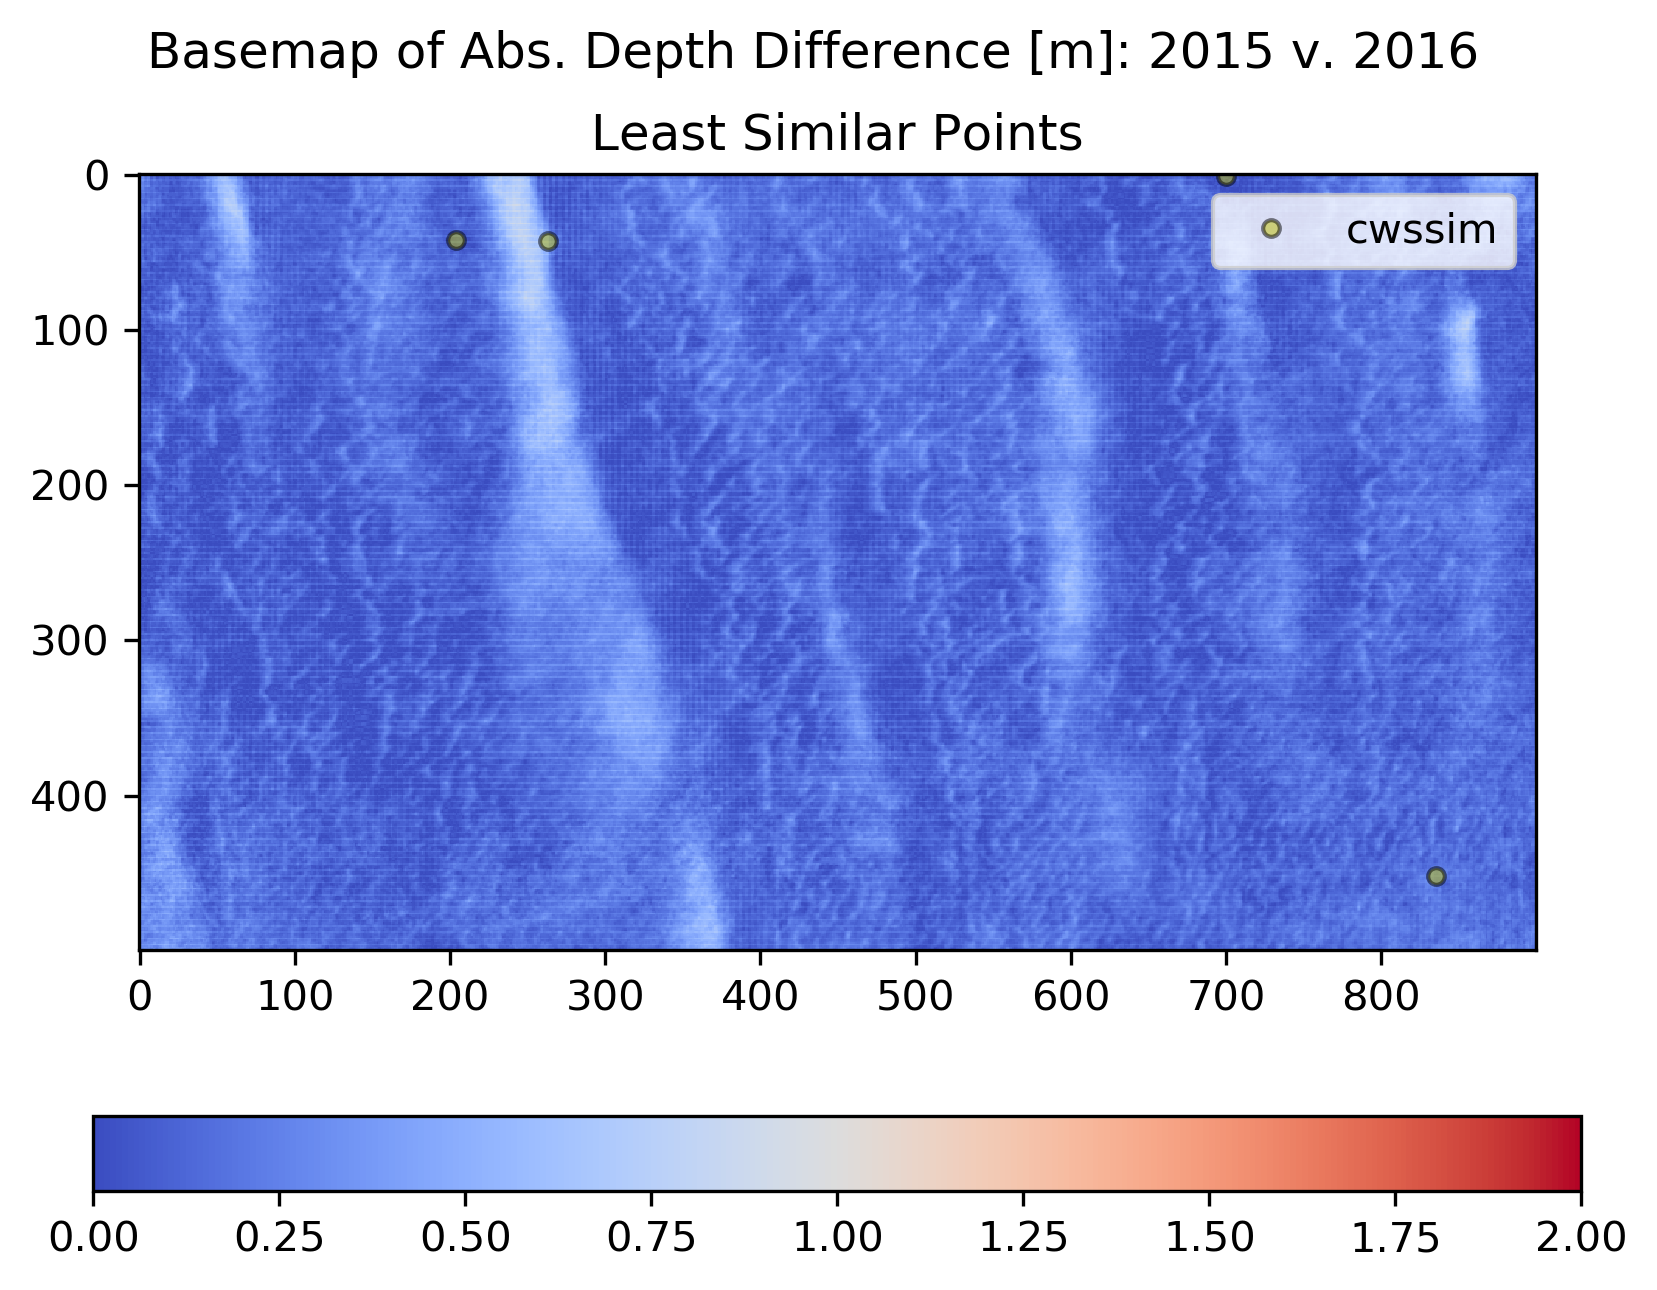 Basemap of Abs. Depth Difference [m]: 2015 v. 2016
Least Similar Points
cwssim
0
100
200
300
400
0 100 200 300 400 500 600 700 800
0.00 0.25 0.50 0.75 1.00 1.25 1.50 1.75 2.00